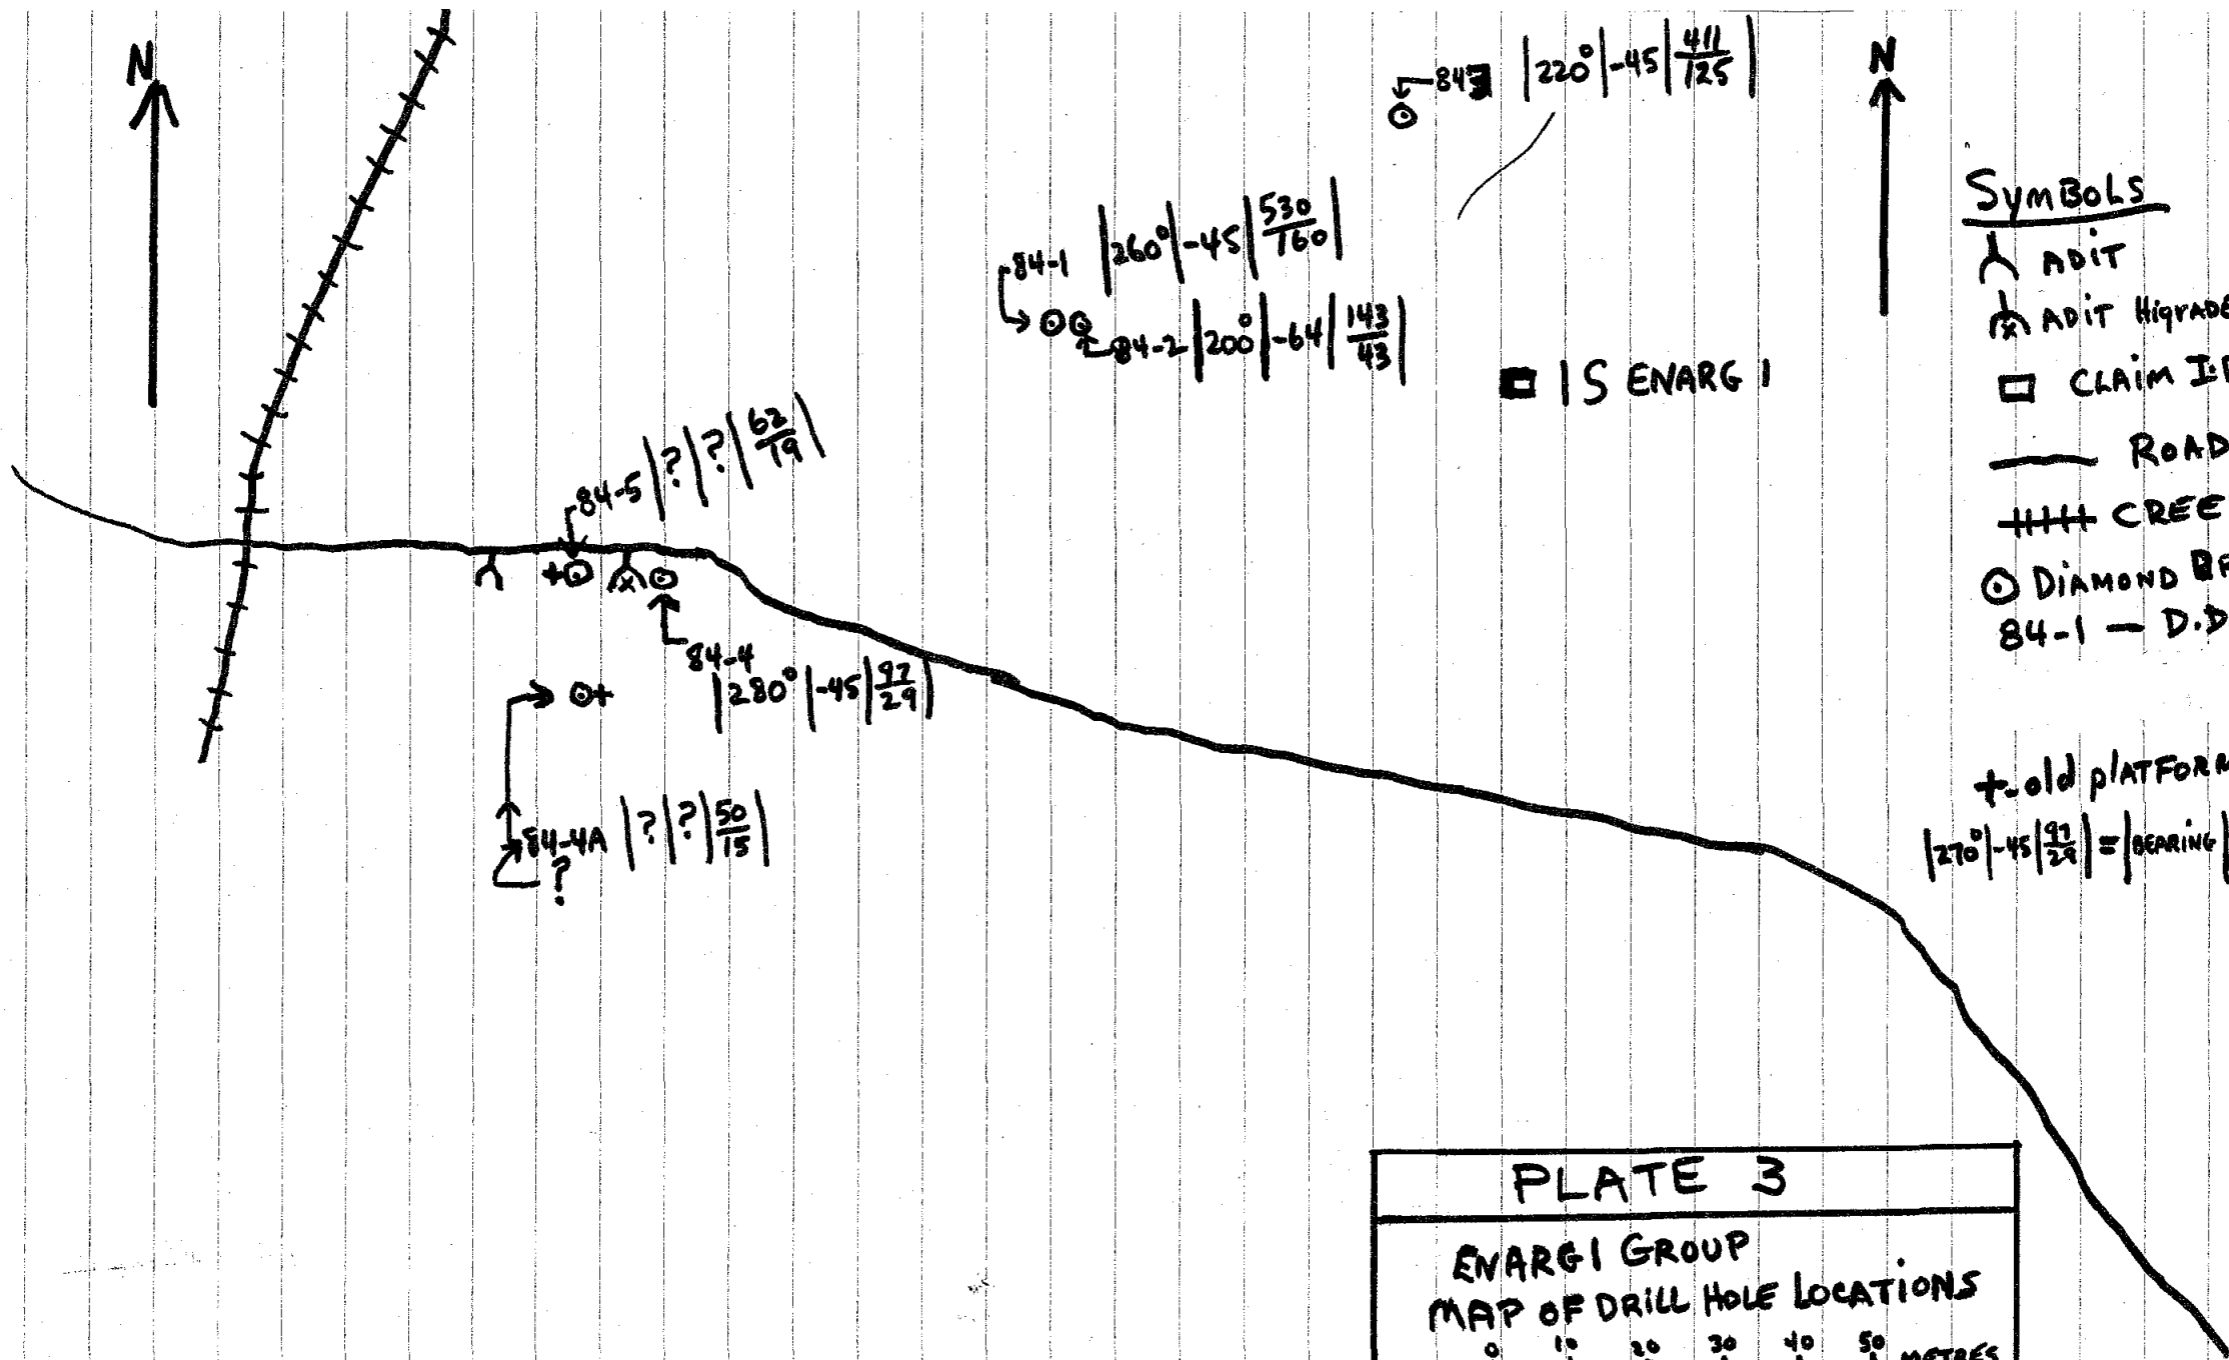 N
843 |220°|-45|411/125|
N
84-1 |260°|-45|530/160|
84-2 |200°|-64|143/43|
1S ENARG 1
84-5 |?|?|62/19|
84-4
|280°|-45|97/29|
84-4A |?|?|50/15|
?
SYMBOLS
ADIT
ADIT HIGRADE
CLAIM
ROAD
CREE
DIAMOND
84-1 — D.D
+ - old PLATFORM
|270°|-45|97/29| = |BEARING|
PLATE 3
ENARGI GROUP
MAP OF DRILL HOLE LOCATIONS
0 10 20 30 40 50 METRES